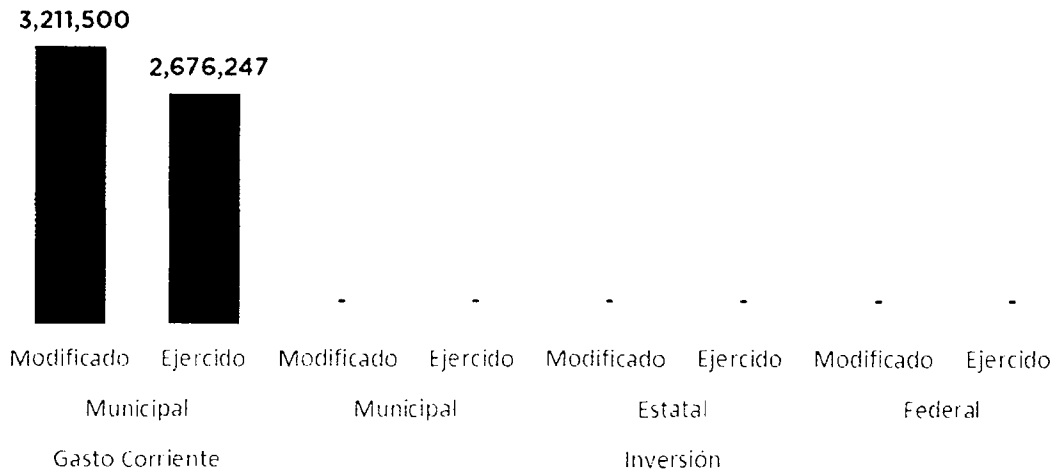 3,211,500
2,676,247
- - - - - -
Modificado Ejercido Modificado Ejercido Modificado Ejercido Modificado Ejercido
Municipal Municipal Estatal Federal
Gasto Corriente Inversión